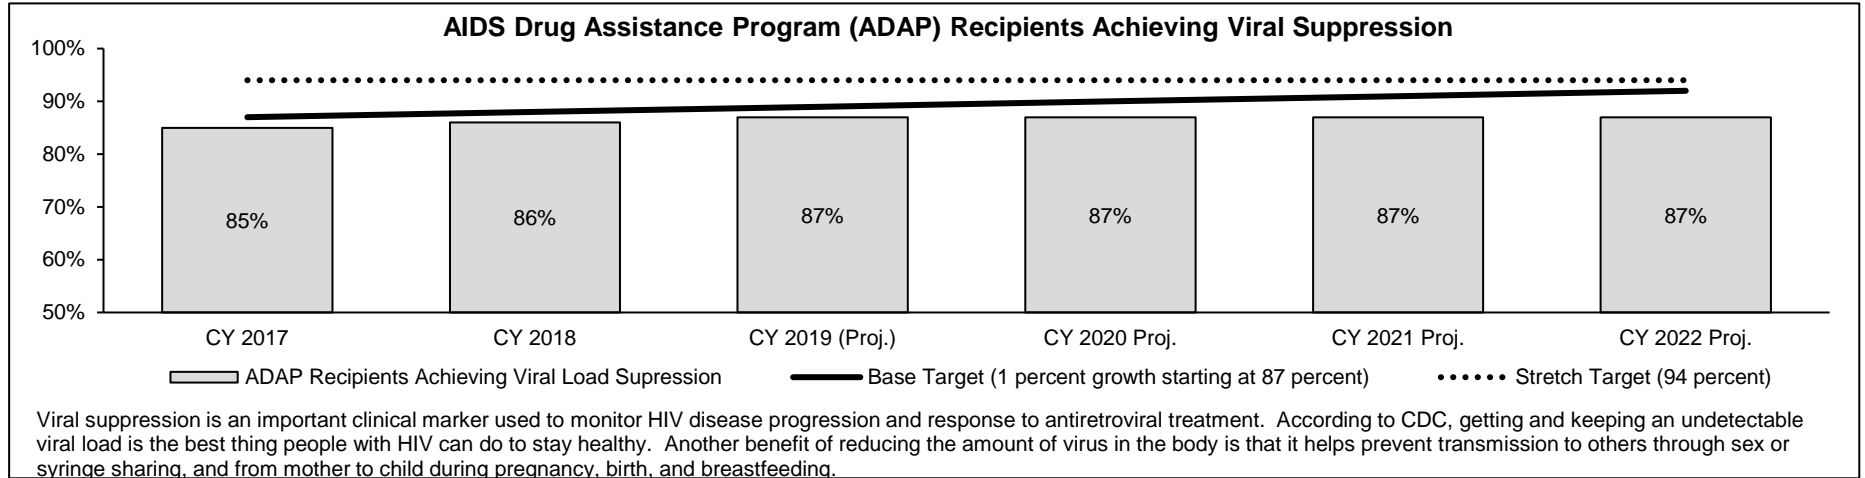 AIDS Drug Assistance Program (ADAP) Recipients Achieving Viral Suppression
100%
90%
80%
70%
60%
50%
85%
86%
87%
87%
87%
87%
CY 2017
CY 2018
CY 2019 (Proj.)
CY 2020 Proj.
CY 2021 Proj.
CY 2022 Proj.
ADAP Recipients Achieving Viral Load Supression
Base Target (1 percent growth starting at 87 percent)
Stretch Target (94 percent)
Viral suppression is an important clinical marker used to monitor HIV disease progression and response to antiretroviral treatment.  According to CDC, getting and keeping an undetectable
viral load is the best thing people with HIV can do to stay healthy.  Another benefit of reducing the amount of virus in the body is that it helps prevent transmission to others through sex or
syringe sharing, and from mother to child during pregnancy, birth, and breastfeeding.